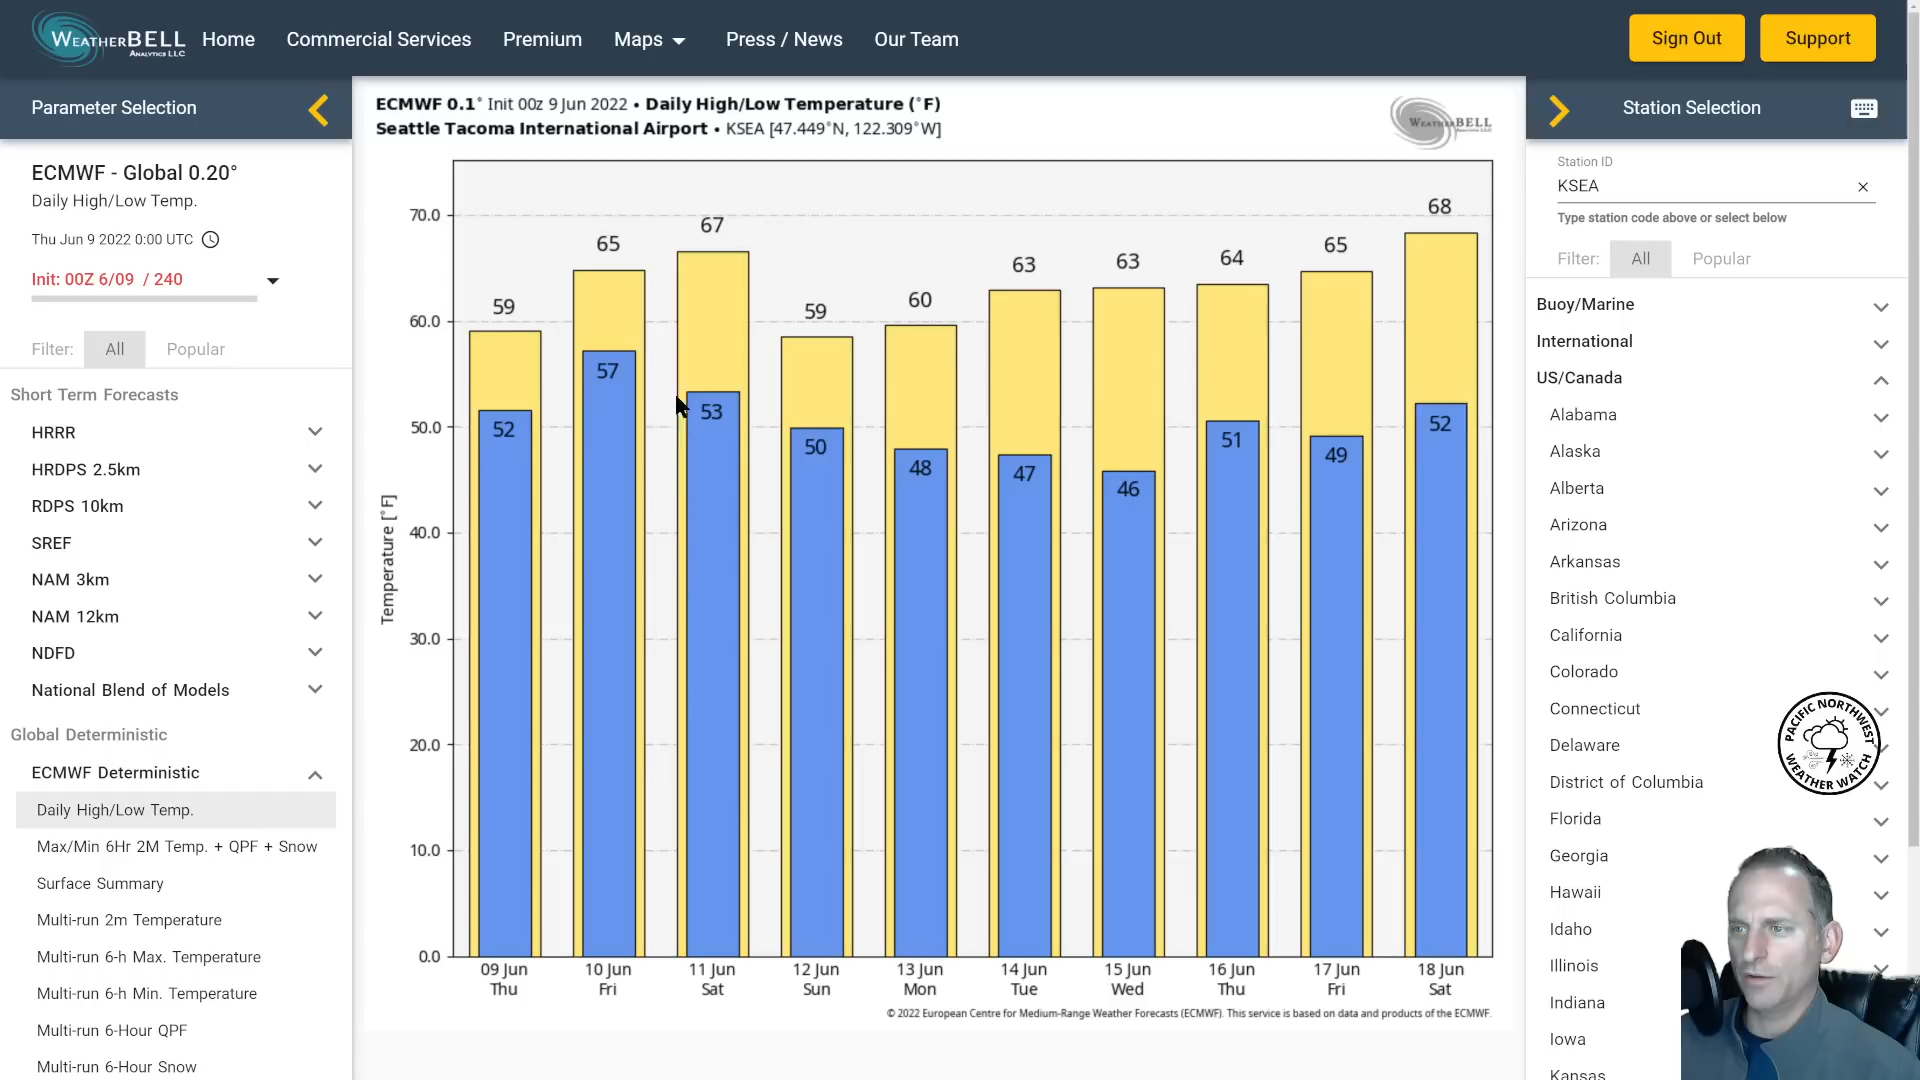 WEATHERBELL
ANALYTICS LLC
Home
Commercial Services
Premium
Maps
Press / News
Our Team
Sign Out
Support
Parameter Selection
ECMWF - Global 0.20°
Daily High/Low Temp.
Thu Jun 9 2022 0:00 UTC
Init: 00Z 6/09 / 240
Filter:
All
Popular
Short Term Forecasts
HRRR
HRDPS 2.5km
RDPS 10km
SREF
NAM 3km
NAM 12km
NDFD
National Blend of Models
Global Deterministic
ECMWF Deterministic
Daily High/Low Temp.
Max/Min 6Hr 2M Temp. + QPF + Snow
Surface Summary
Multi-run 2m Temperature
Multi-run 6-h Max. Temperature
Multi-run 6-h Min. Temperature
Multi-run 6-Hour QPF
Multi-run 6-Hour Snow
ECMWF 0.1° Init 00z 9 Jun 2022 • Daily High/Low Temperature (°F)
Seattle Tacoma International Airport • KSEA [47.449°N, 122.309°W]
WEATHERBELL
70.0
60.0
50.0
40.0
30.0
20.0
10.0
0.0
Temperature [°F]
59
65
67
59
60
63
63
64
65
68
52
57
53
50
48
47
46
51
49
52
09 Jun
Thu
10 Jun
Fri
11 Jun
Sat
12 Jun
Sun
13 Jun
Mon
14 Jun
Tue
15 Jun
Wed
16 Jun
Thu
17 Jun
Fri
18 Jun
Sat
© 2022 European Centre for Medium-Range Weather Forecasts (ECMWF). This service is based on data and products of the ECMWF.
Station Selection
Station ID
KSEA
Type station code above or select below
Filter:
All
Popular
Buoy/Marine
International
US/Canada
Alabama
Alaska
Alberta
Arizona
Arkansas
British Columbia
California
Colorado
Connecticut
Delaware
District of Columbia
Florida
Georgia
Hawaii
Idaho
Illinois
Indiana
Iowa
Kansas
PACIFIC NORTHWEST
WEATHER WATCH